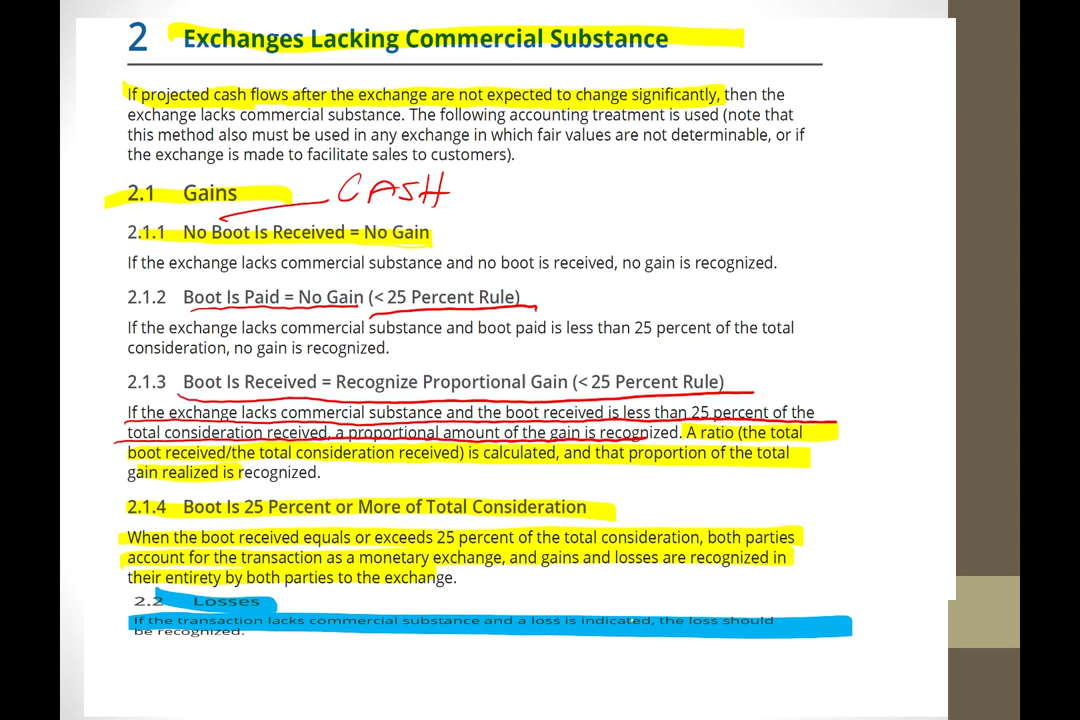 2 Exchanges Lacking Commercial Substance
If projected cash flows after the exchange are not expected to change significantly, then the
exchange lacks commercial substance. The following accounting treatment is used (note that
this method also must be used in any exchange in which fair values are not determinable, or if
the exchange is made to facilitate sales to customers).
2.1 Gains
CASH
2.1.1 No Boot Is Received = No Gain
If the exchange lacks commercial substance and no boot is received, no gain is recognized.
2.1.2 Boot Is Paid = No Gain (< 25 Percent Rule)
If the exchange lacks commercial substance and boot paid is less than 25 percent of the total
consideration, no gain is recognized.
2.1.3 Boot Is Received = Recognize Proportional Gain (< 25 Percent Rule)
If the exchange lacks commercial substance and the boot received is less than 25 percent of the
total consideration received, a proportional amount of the gain is recognized. A ratio (the total
boot received/the total consideration received) is calculated, and that proportion of the total
gain realized is recognized.
2.1.4 Boot Is 25 Percent or More of Total Consideration
When the boot received equals or exceeds 25 percent of the total consideration, both parties
account for the transaction as a monetary exchange, and gains and losses are recognized in
their entirety by both parties to the exchange.
2.2 Losses
If the transaction lacks commercial substance and a loss is indicated, the loss should
be recognized.